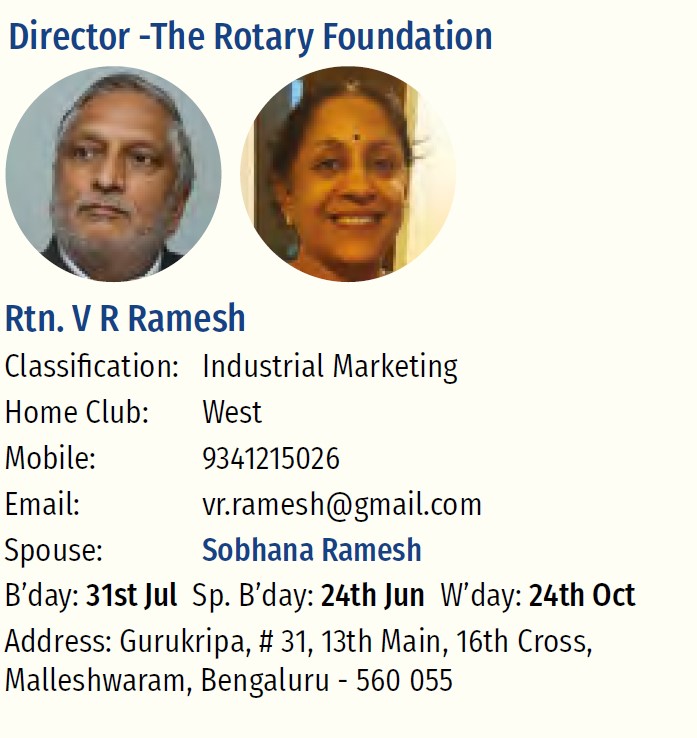 Director -The Rotary Foundation
Rtn. V R Ramesh
Classification: Industrial Marketing
Home Club: West
Mobile: 9341215026
Email: vr.ramesh@gmail.com
Spouse: Sobhana Ramesh
B’day: 31st Jul Sp. B’day: 24th Jun W’day: 24th Oct
Address: Gurukripa, # 31, 13th Main, 16th Cross,
Malleshwaram, Bengaluru - 560 055